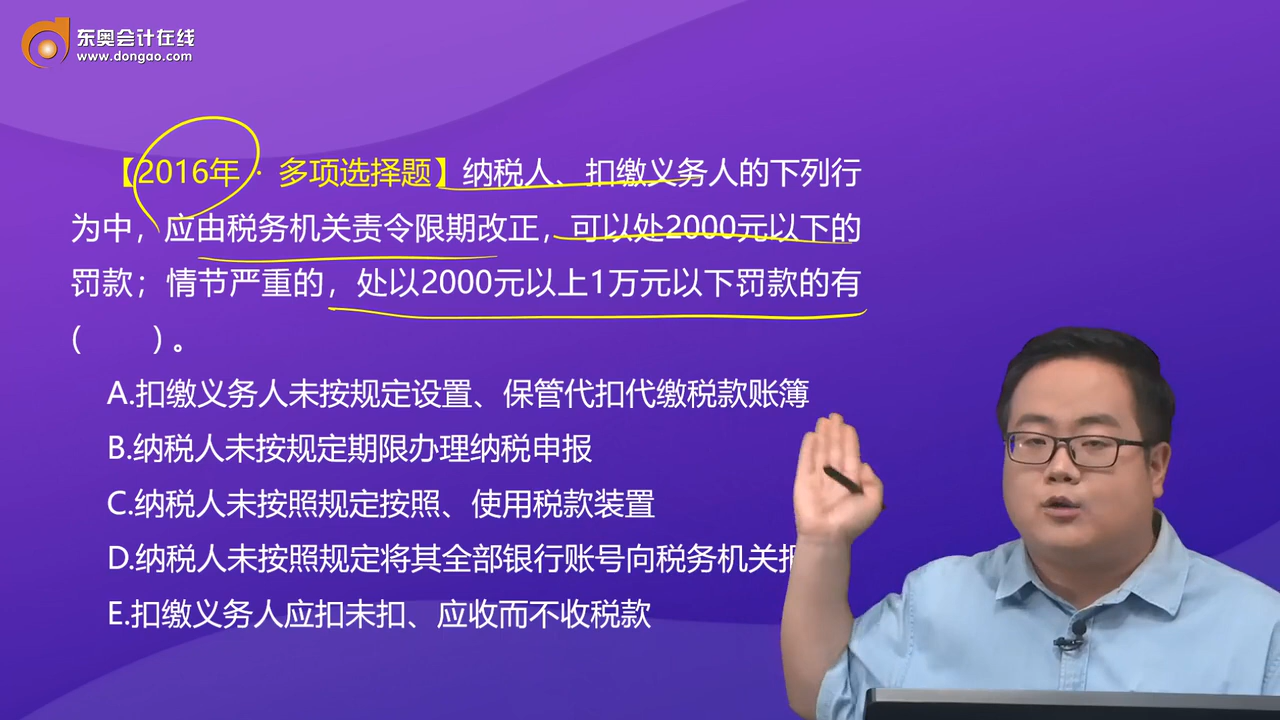 东奥会计在线
www.dongao.com
【2016年 · 多项选择题】纳税人、扣缴义务人的下列行
为中，应由税务机关责令限期改正，可以处2000元以下的
罚款；情节严重的，处以2000元以上1万元以下罚款的有
(　　)。
A.扣缴义务人未按规定设置、保管代扣代缴税款账簿
B.纳税人未按规定期限办理纳税申报
C.纳税人未按照规定按照、使用税款装置
D.纳税人未按照规定将其全部银行账号向税务机关
E.扣缴义务人应扣未扣、应收而不收税款